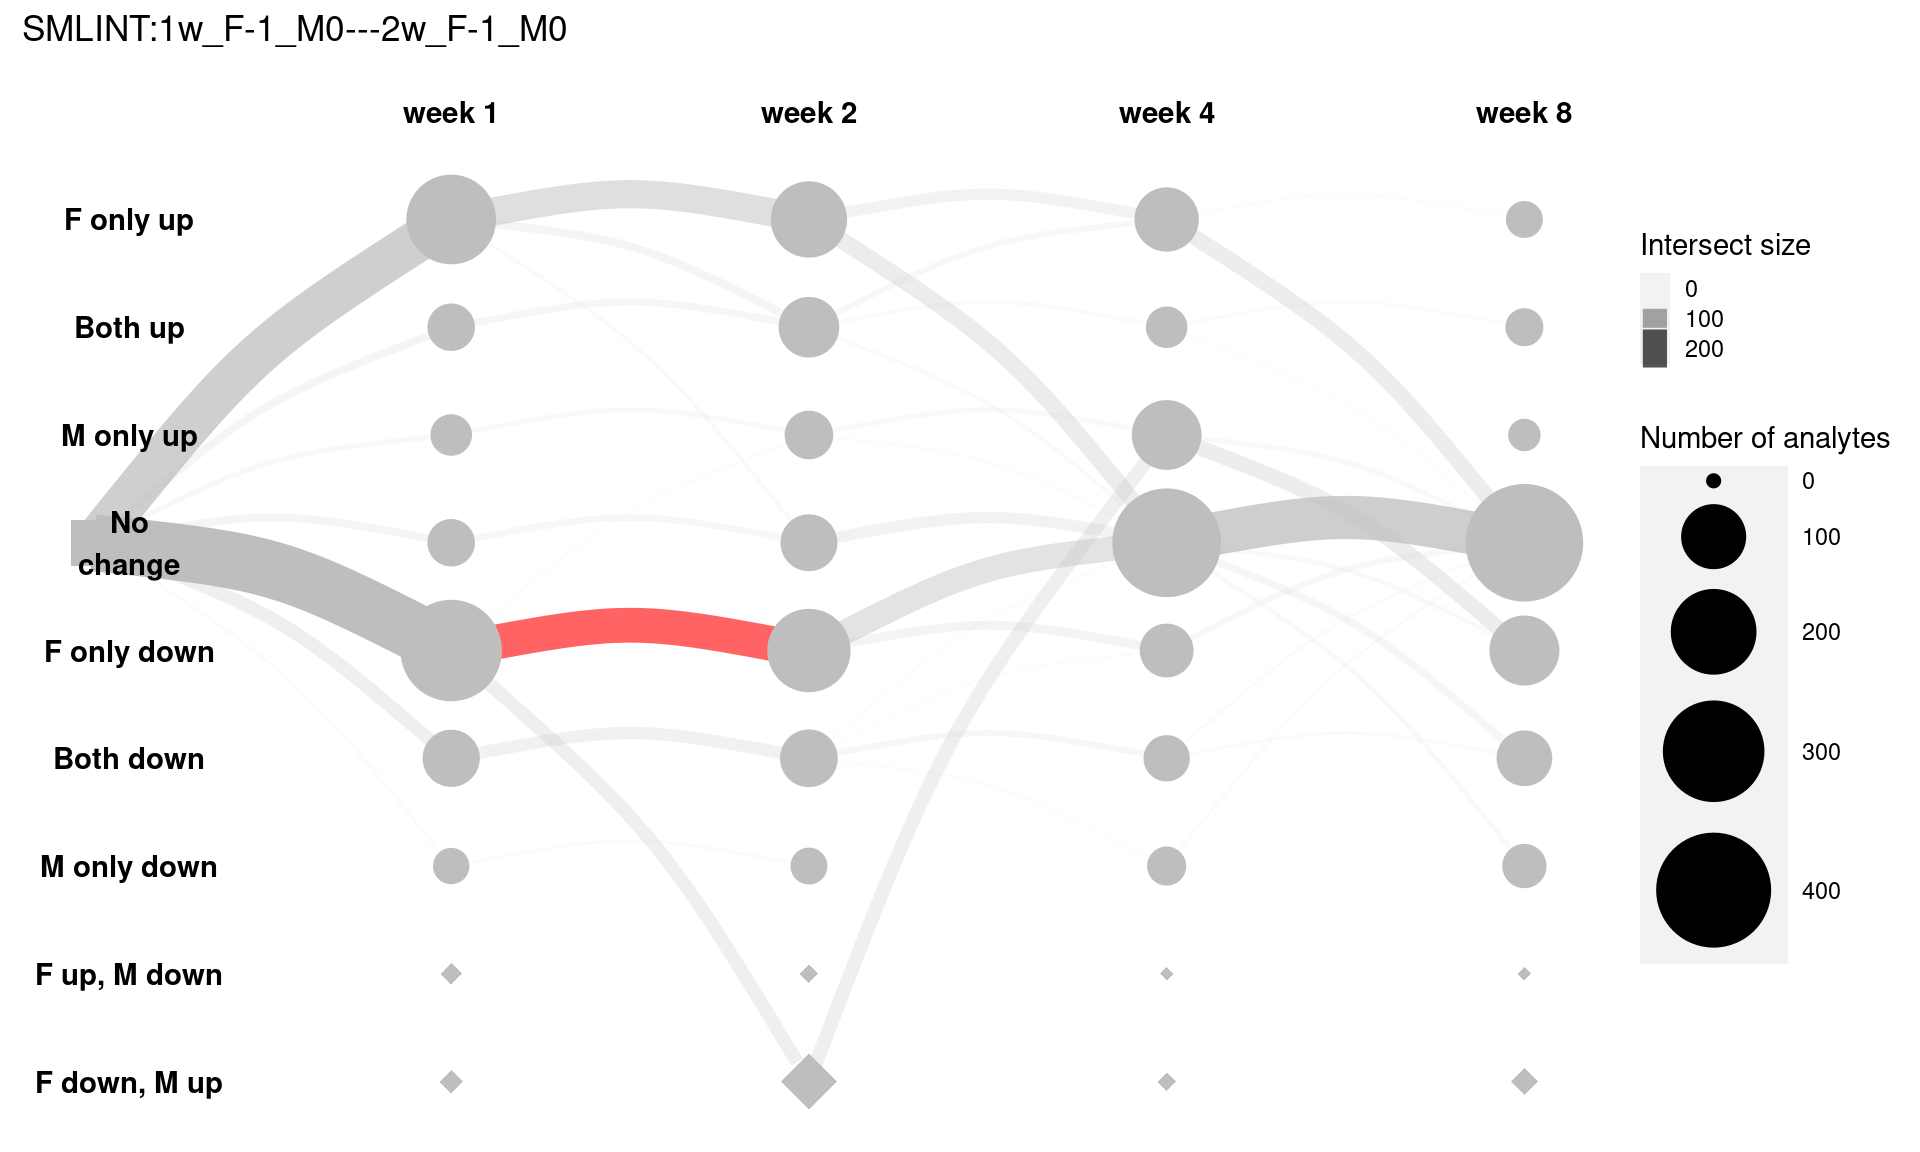 SMLINT:1w_F-1_M0---2w_F-1_M0
week 1
week 2
week 4
week 8
F only up
Both up
M only up
No
change
F only down
Both down
M only down
F up, M down
F down, M up
Intersect size
0
100
200
Number of analytes
0
100
200
300
400